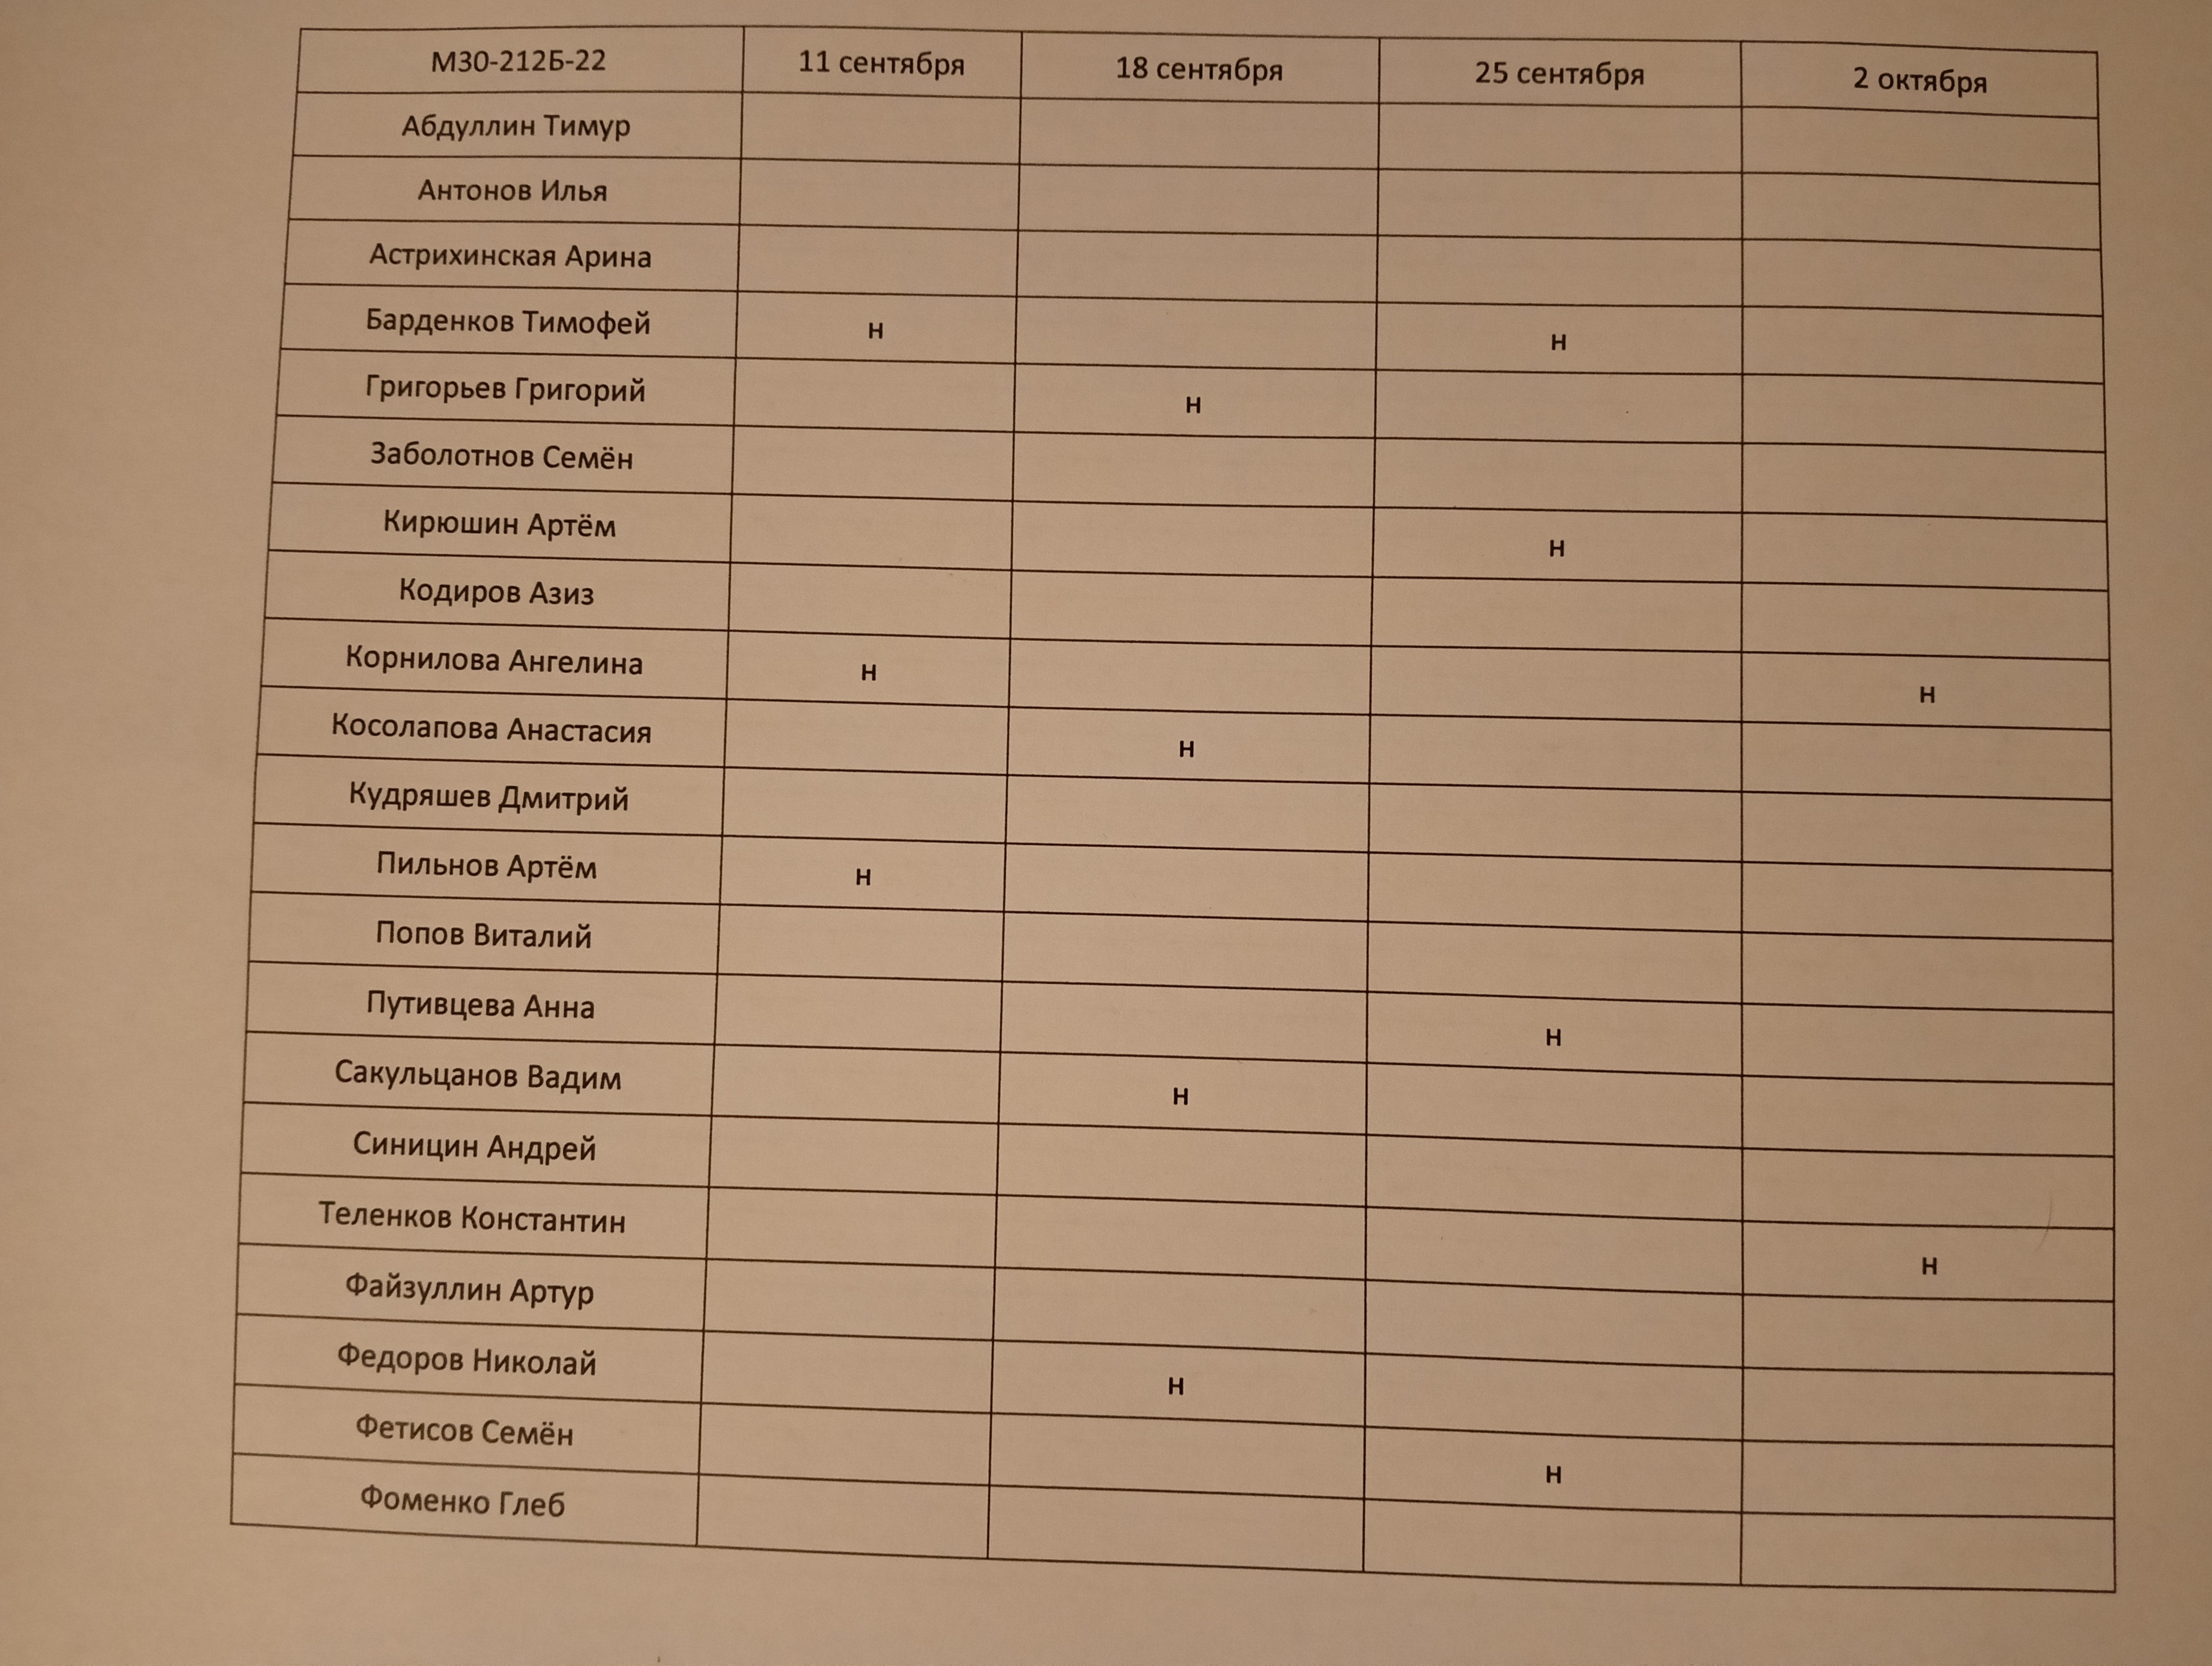 М30-212Б-22 11 сентября 18 сентября 25 сентября 2 октября
Абдуллин Тимур
Антонов Илья
Астрихинская Арина
Барденков Тимофей н н
Григорьев Григорий н
Заболотнов Семён
Кирюшин Артём н
Кодиров Азиз
Корнилова Ангелина н н
Косолапова Анастасия н
Кудряшев Дмитрий
Пильнов Артём н
Попов Виталий
Путивцева Анна н
Сакульцанов Вадим н
Синицин Андрей
Теленков Константин н
Файзуллин Артур
Федоров Николай н
Фетисов Семён н
Фоменко Глеб